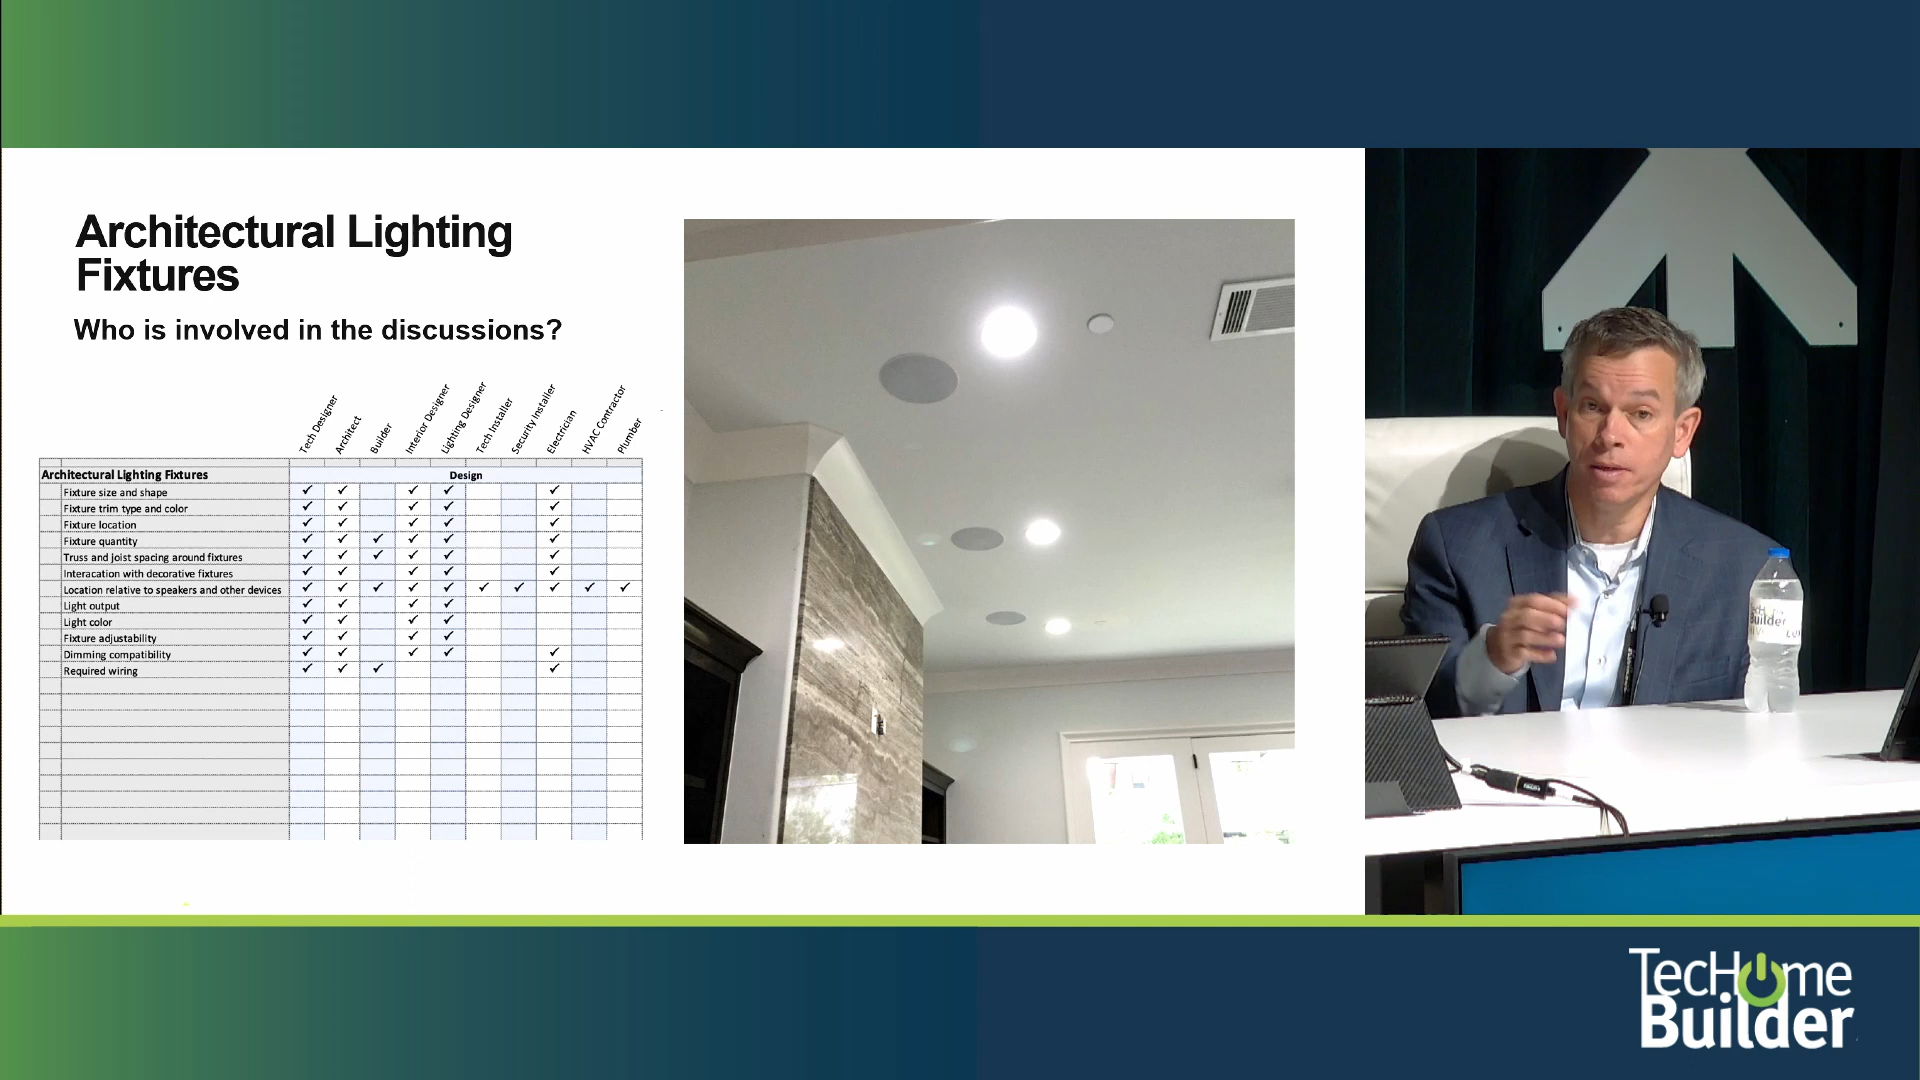 Architectural Lighting
Fixtures
Who is involved in the discussions?
Tech Designer
Architect
Builder
Interior Designer
Lighting Designer
Tech Installer
Security Installer
Electrician
HVAC Contractor
Plumber
Architectural Lighting Fixtures Design
Fixture size and shape ✓ ✓ ✓ ✓ ✓
Fixture trim type and color ✓ ✓ ✓ ✓ ✓
Fixture location ✓ ✓ ✓ ✓ ✓
Fixture quantity ✓ ✓ ✓ ✓ ✓ ✓
Truss and joist spacing around fixtures ✓ ✓ ✓ ✓ ✓ ✓
Interacation with decorative fixtures ✓ ✓ ✓ ✓ ✓
Location relative to speakers and other devices ✓ ✓ ✓ ✓ ✓ ✓ ✓ ✓ ✓ ✓
Light output ✓ ✓ ✓ ✓
Light color ✓ ✓ ✓ ✓
Fixture adjustability ✓ ✓ ✓ ✓
Dimming compatibility ✓ ✓ ✓ ✓ ✓
Required wiring ✓ ✓ ✓ ✓
Builder
TecHome
Builder